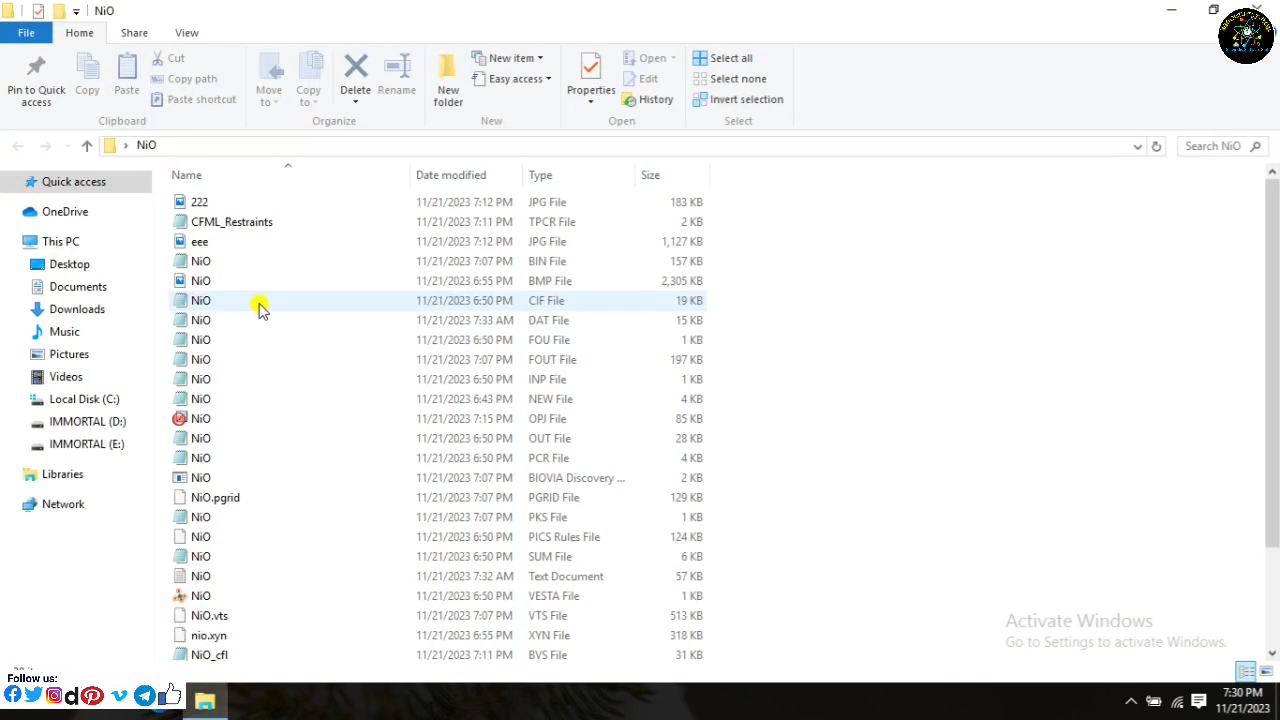 NiO
File Home Share View
Pin to Quick access
Copy
Paste
Cut
Copy path
Paste shortcut
Clipboard
Move to
Copy to
Delete
Rename
Organize
New folder
New item
Easy access
New
Properties
Open
Edit
History
Open
Select all
Select none
Invert selection
Select
NiO
Search NiO
Quick access
OneDrive
This PC
Desktop
Documents
Downloads
Music
Pictures
Videos
Local Disk (C:)
IMMORTAL (D:)
IMMORTAL (E:)
Libraries
Network
Name Date modified Type Size
222 11/21/2023 7:12 PM JPG File 183 KB
CFML_Restraints 11/21/2023 7:11 PM TPCR File 2 KB
eee 11/21/2023 7:12 PM JPG File 1,127 KB
NiO 11/21/2023 7:07 PM BIN File 157 KB
NiO 11/21/2023 6:55 PM BMP File 2,305 KB
NiO 11/21/2023 6:50 PM CIF File 19 KB
NiO 11/21/2023 7:33 AM DAT File 15 KB
NiO 11/21/2023 6:50 PM FOU File 1 KB
NiO 11/21/2023 7:07 PM FOUT File 197 KB
NiO 11/21/2023 6:50 PM INP File 1 KB
NiO 11/21/2023 6:43 PM NEW File 4 KB
NiO 11/21/2023 7:15 PM OPJ File 85 KB
NiO 11/21/2023 6:50 PM OUT File 28 KB
NiO 11/21/2023 6:50 PM PCR File 4 KB
NiO 11/21/2023 7:07 PM BIOVIA Discovery ... 2 KB
NiO.pgrid 11/21/2023 7:07 PM PGRID File 129 KB
NiO 11/21/2023 7:07 PM PKS File 1 KB
NiO 11/21/2023 6:50 PM PICS Rules File 124 KB
NiO 11/21/2023 6:50 PM SUM File 6 KB
NiO 11/21/2023 7:32 AM Text Document 57 KB
NiO 11/21/2023 6:50 PM VESTA File 1 KB
NiO.vts 11/21/2023 7:07 PM VTS File 513 KB
nio.xyn 11/21/2023 6:55 PM XYN File 318 KB
NiO_cfl 11/21/2023 7:11 PM BVS File 31 KB
Activate Windows
Go to Settings to activate Windows.
Follow us:
7:30 PM
11/21/2023